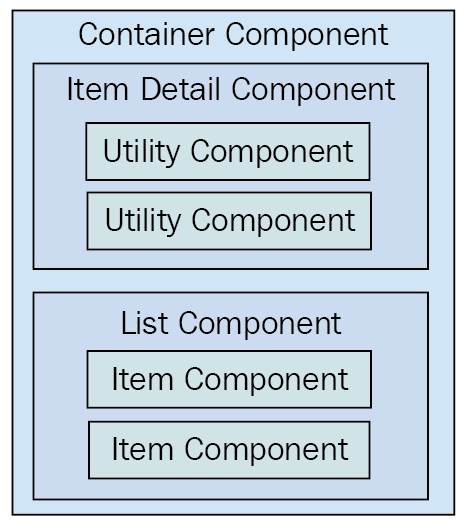 Container Component
Item Detail Component
Utility Component
Utility Component
List Component
Item Component
Item Component